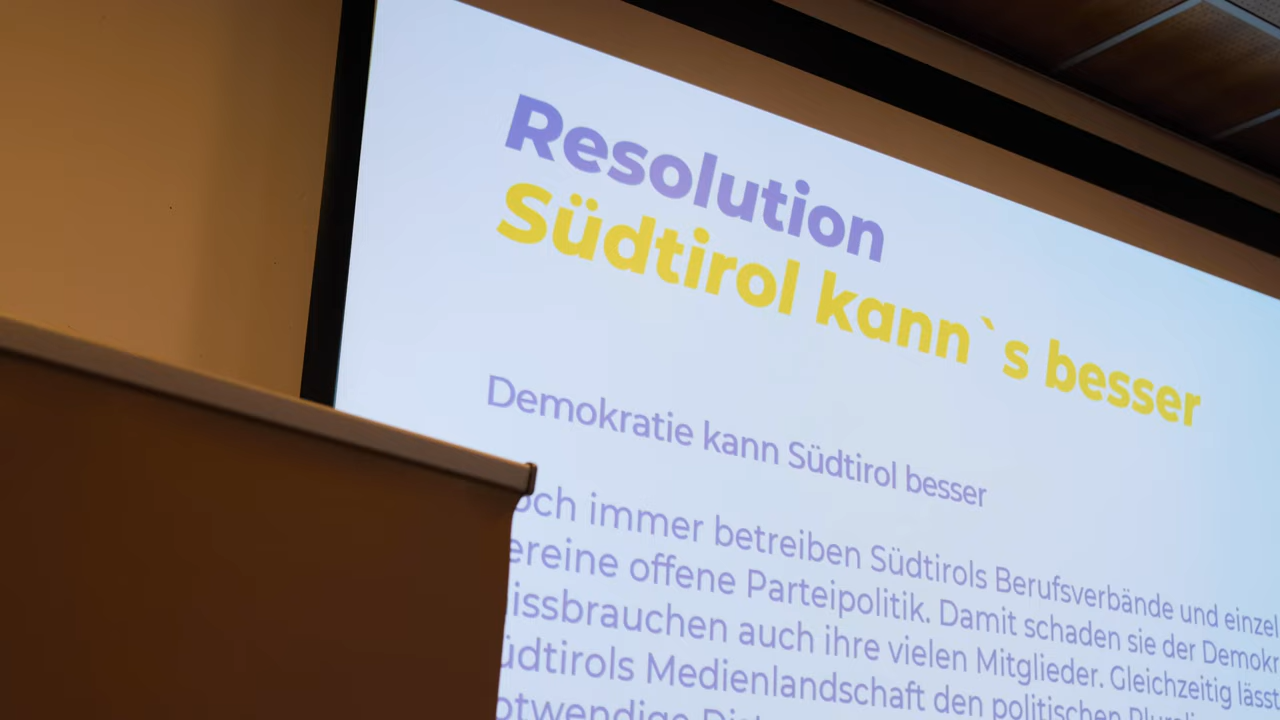 Resolution
Südtirol kann`s besser
Demokratie kann Südtirol besser
och immer betreiben Südtirols Berufsverbände und einzel
ereine offene Parteipolitik. Damit schaden sie der Demokr
issbrauchen auch ihre vielen Mitglieder. Gleichzeitig lässt
üdtirols Medienlandschaft den politischen
otwendige